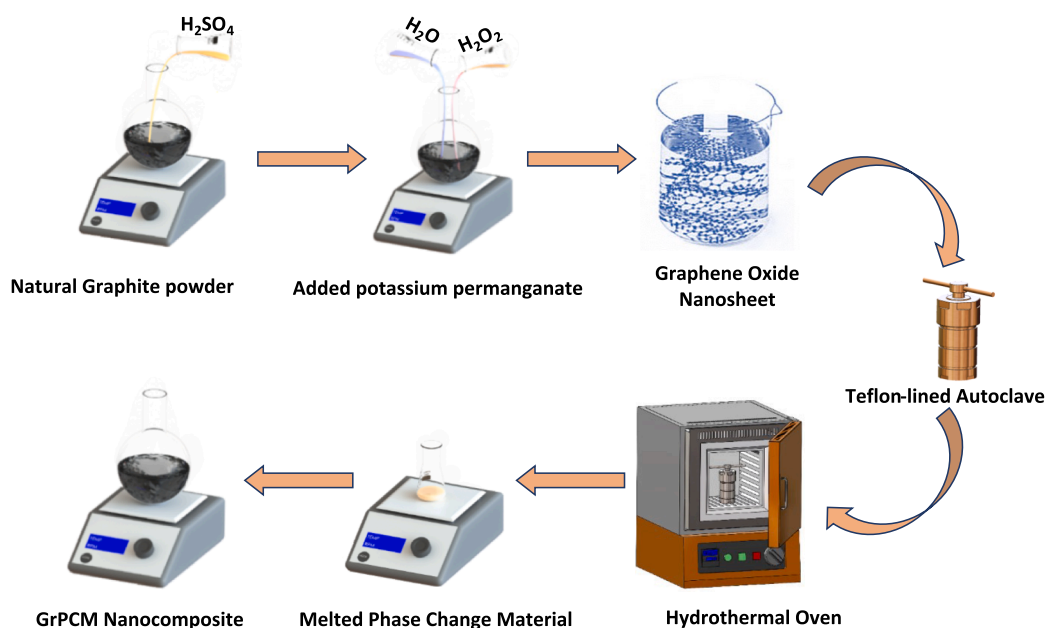 H₂SO₄
H₂O
H₂O₂
Natural Graphite powder
Added potassium permanganate
Graphene Oxide
Nanosheet
Teflon-lined Autoclave
GrPCM Nanocomposite
Melted Phase Change Material
Hydrothermal Oven